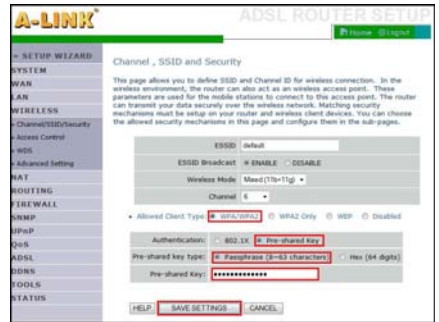 A-LINK
ADSL ROUTER SETUP
Home Logout
SETUP WIZARD
SYSTEM
WAN
LAN
WIRELESS
Channel/SSID/Security
Access Control
WDS
Advanced Setting
NAT
ROUTING
FIREWALL
SNMP
UPnP
QoS
ADSL
DDNS
TOOLS
STATUS
Channel , SSID and Security
This page allows you to define SSID and Channel ID for wireless connection. In the
wireless environment, the router can also act as an wireless access point. These
parameters are used for the mobile stations to connect to this access point. The router
can transmit your data securely over the wireless network. Matching security
mechanisms must be setup on your router and wireless client devices. You can choose
the allowed security mechanisms in this page and configure them in the sub-pages.
ESSID default
ESSID Broadcast ENABLE DISABLE
Wireless Mode Mixed (11b+11g)
Channel 6
Allowed Client Type: WPA/WPA2 WPA2 Only WEP Disabled
Authentication: 802.1X Pre-shared Key
Pre-shared key type: Passphrase (8~63 characters) Hex (64 digits)
Pre-shared Key: •••••••••••••
HELP SAVE SETTINGS CANCEL